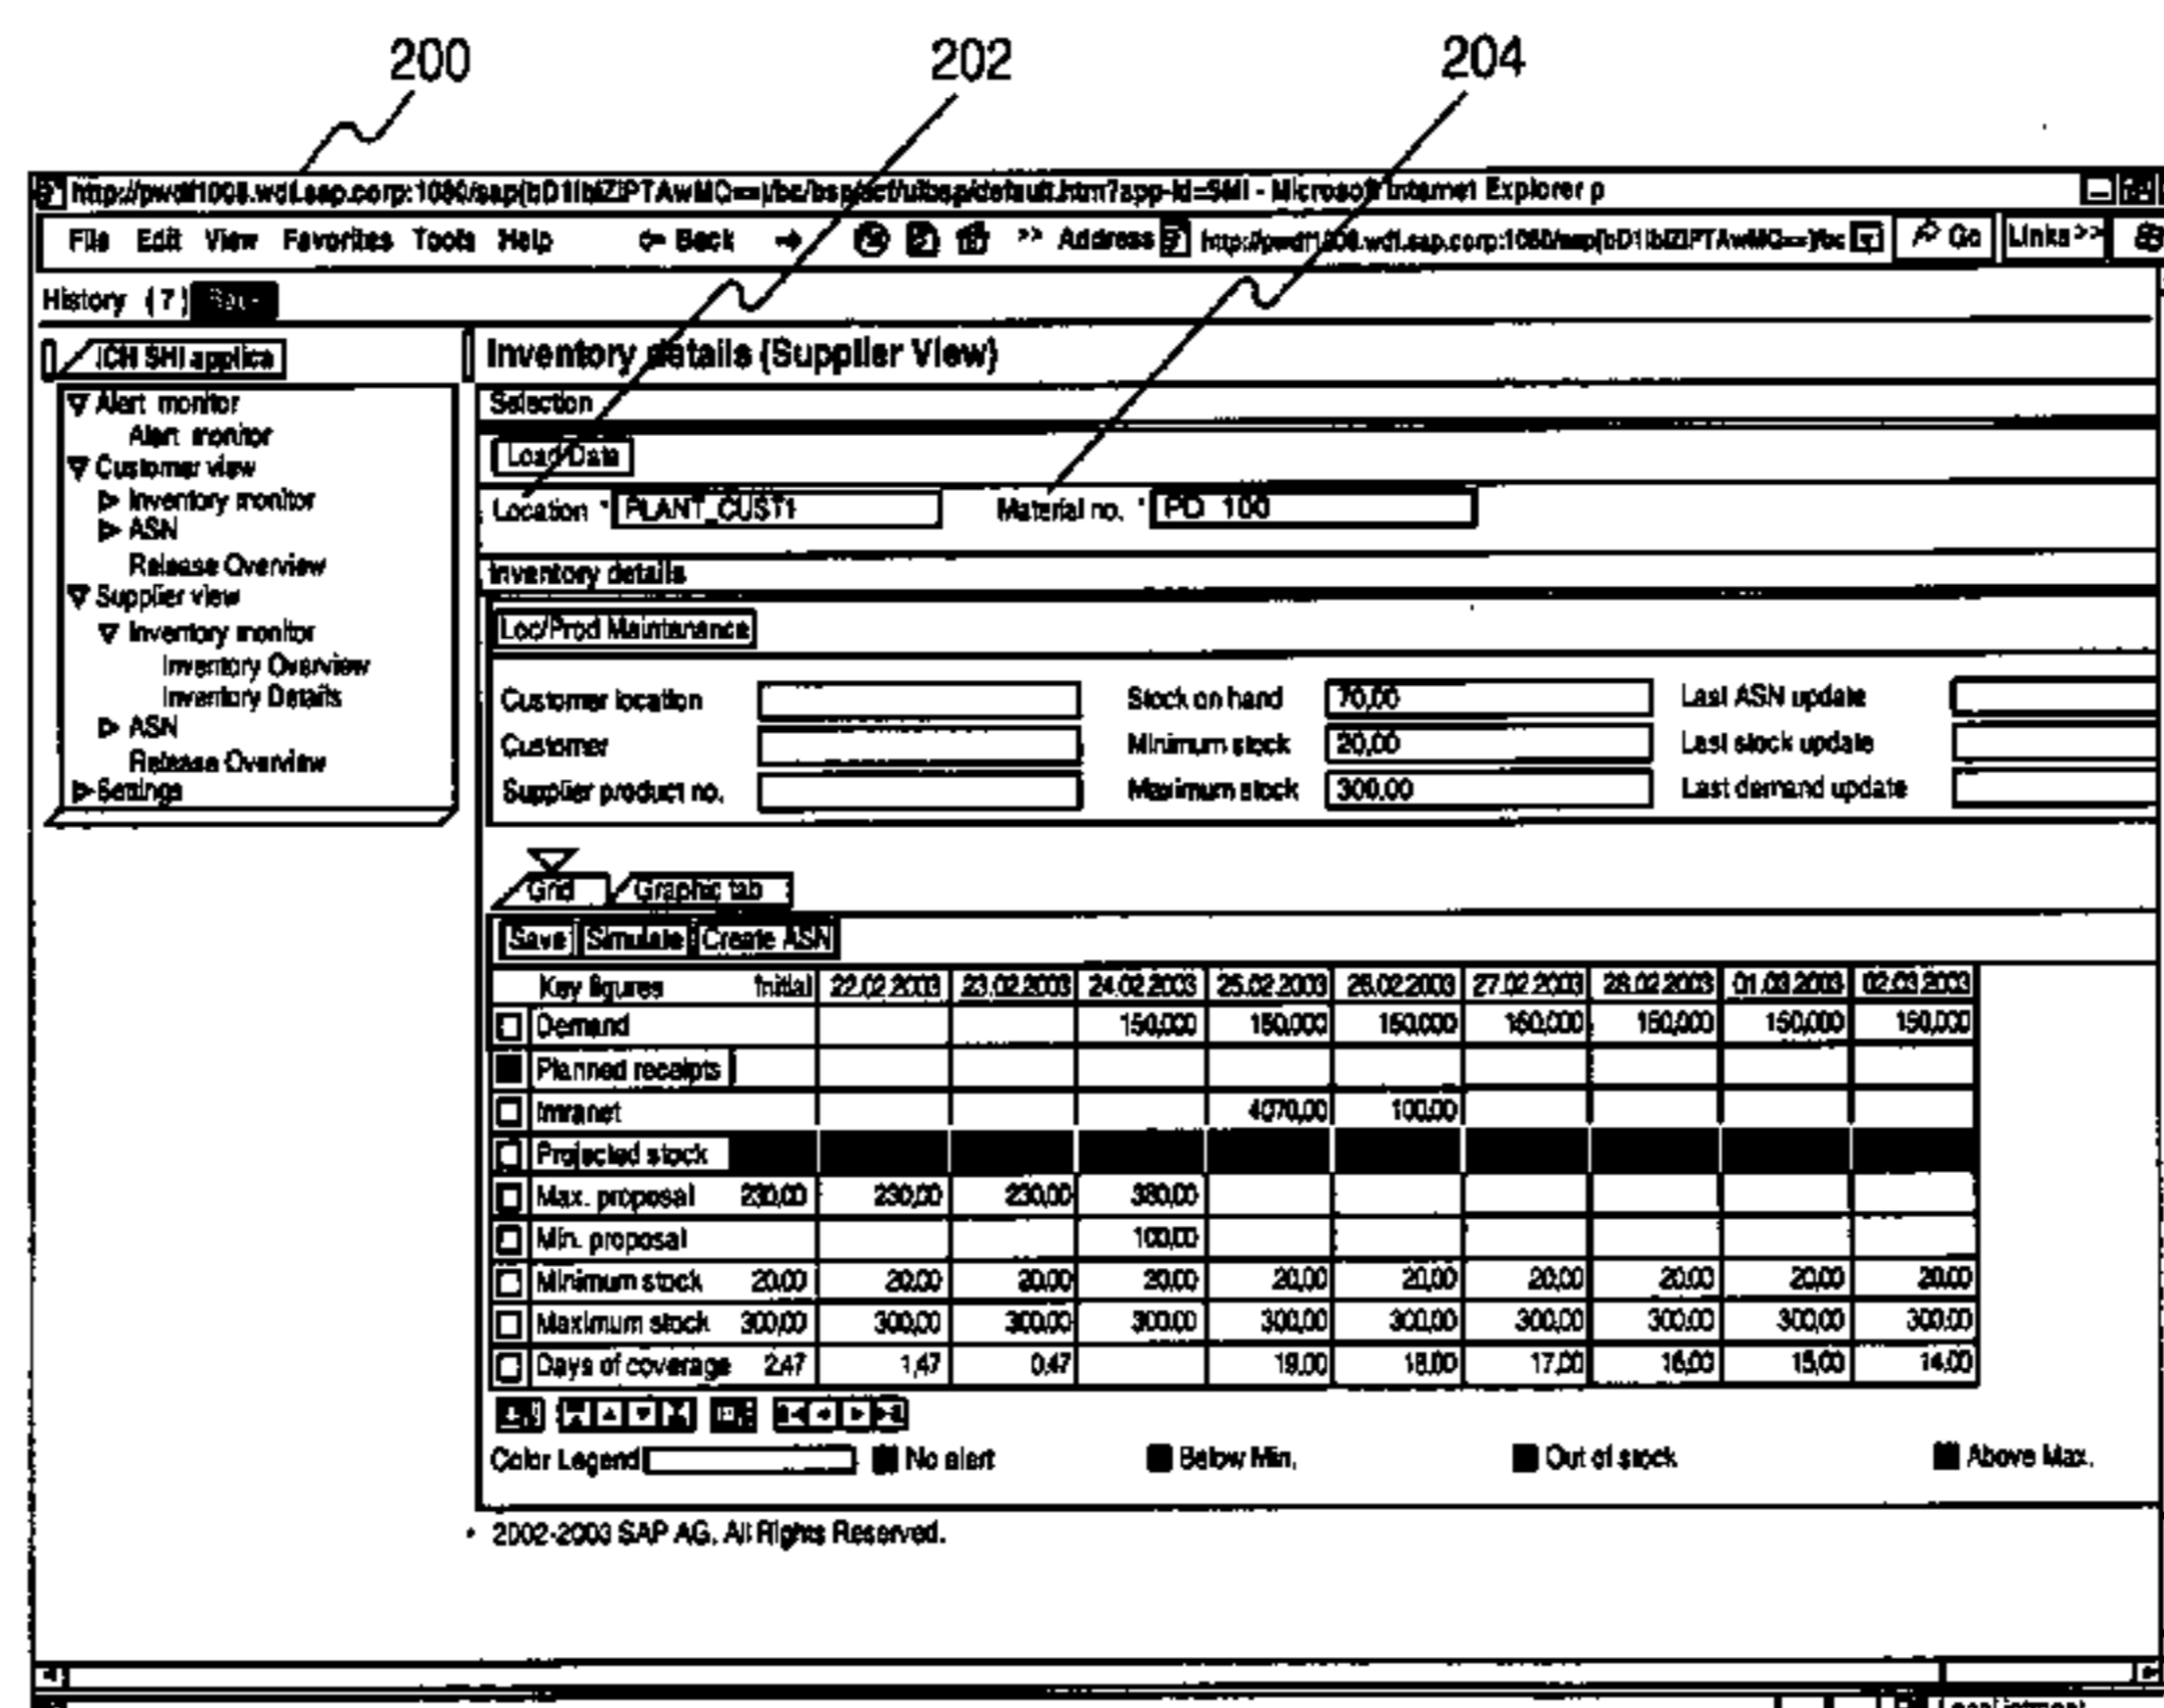 200 202 204
Microsoft Internet Explorer p
File Edit View Favorites Tools Help Back >> Address Go Links >>
History (7)
ICH SHI applica
Inventory details (Supplier View)
Alert monitor
Alert monitor
Customer view
Inventory monitor
ASN
Release Overview
Supplier view
Inventory monitor
Inventory Overview
Inventory Details
ASN
Release Overview
Settings
Selection
Load Data
Location * PLANT_CUST1 Material no. * PD_100
Inventory details
Loc/Prod Maintenance
Customer location Stock on hand 70,00 Last ASN update
Customer Minimum stock 20,00 Last stock update
Supplier product no. Maximum stock 300.00 Last demand update
Grid Graphic tab
Save Simulate Create ASN
Key figures Initial 22.02.2003 23.02.2003 24.02.2003 25.02.2003 26.02.2003 27.02.2003 28.02.2003 01.03.2003 02.03.2003
Demand 150,000 150,000 150,000 150,000 150,000 150,000 150,000
Planned receipts
Imranet 4070,00 100,00
Projected stock
Max. proposal 230,00 230,00 230,00 380,00
Min. proposal 100,00
Minimum stock 20,00 20,00 20,00 20,00 20,00 20,00 20,00 20,00 20,00 20,00
Maximum stock 300,00 300,00 300,00 300,00 300,00 300,00 300,00 300,00 300,00 300,00
Days of coverage 2,47 1,47 0,47 19,00 18,00 17,00 16,00 15,00 14,00
Color Legend No alert Below Min. Out of stock Above Max.
2002-2003 SAP AG. All Rights Reserved.